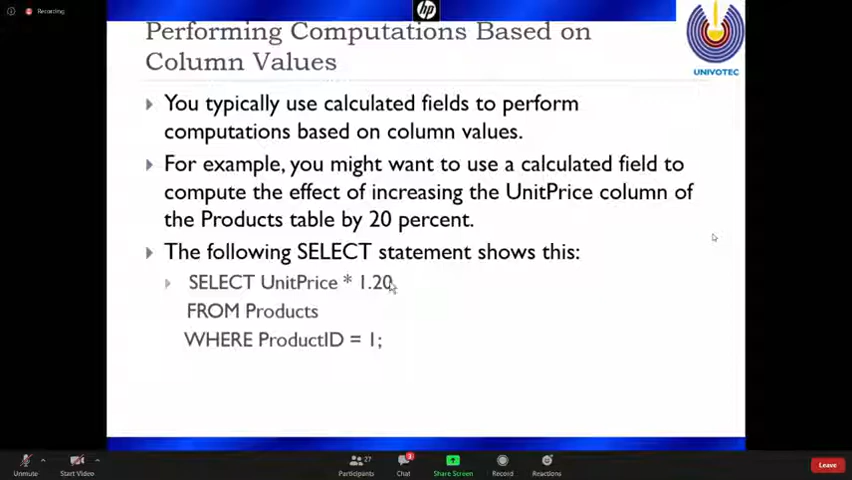 Recording
hp
Performing Computations Based on
Column Values
UNIVOTEC
You typically use calculated fields to perform
computations based on column values.
For example, you might want to use a calculated field to
compute the effect of increasing the UnitPrice column of
the Products table by 20 percent.
The following SELECT statement shows this:
SELECT UnitPrice * 1.20
FROM Products
WHERE ProductID = 1;
Unmute
Start Video
27
Participants
3
Chat
Share Screen
Record
Reactions
Leave